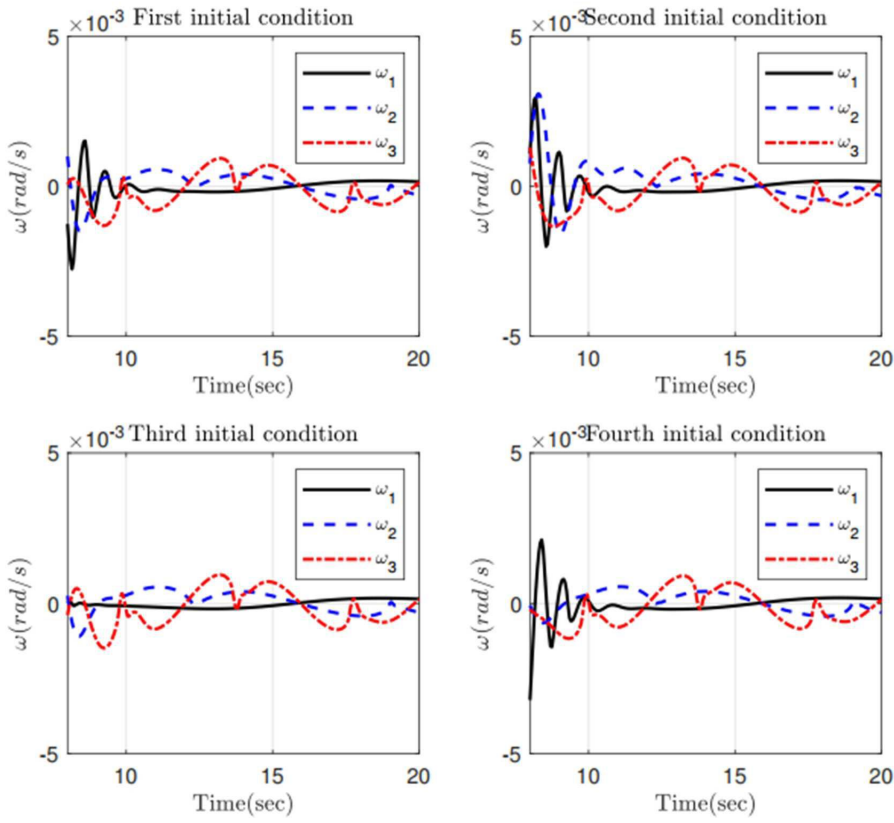 ×10⁻³ First initial condition
5
0
-5
ω(rad/s)
ω₁
ω₂
ω₃
10
15
20
Time(sec)
×10⁻³ Second initial condition
5
0
-5
ω(rad/s)
ω₁
ω₂
ω₃
10
15
20
Time(sec)
×10⁻³ Third initial condition
5
0
-5
ω(rad/s)
ω₁
ω₂
ω₃
10
15
20
Time(sec)
×10⁻³ Fourth initial condition
5
0
-5
ω(rad/s)
ω₁
ω₂
ω₃
10
15
20
Time(sec)